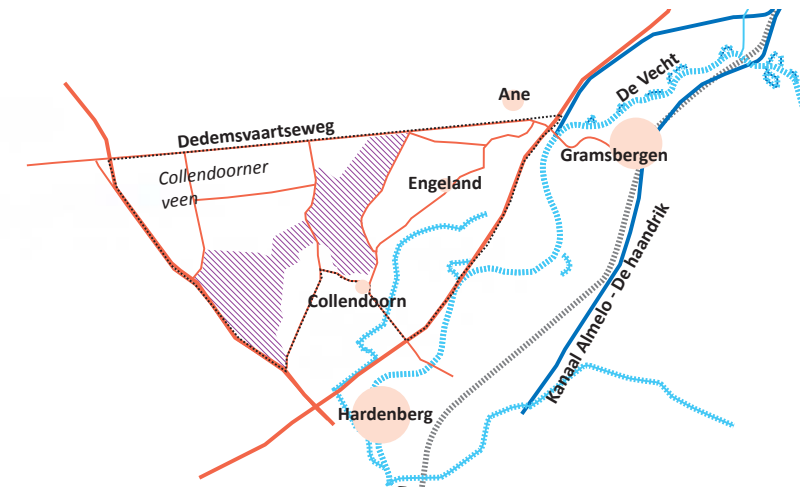 De Vecht
Ane
Dedemsvaartseweg
Gramsbergen
Collendoorner
veen
Engeland
Collendoorn
Kanaal Almelo - De haandrik
Hardenberg